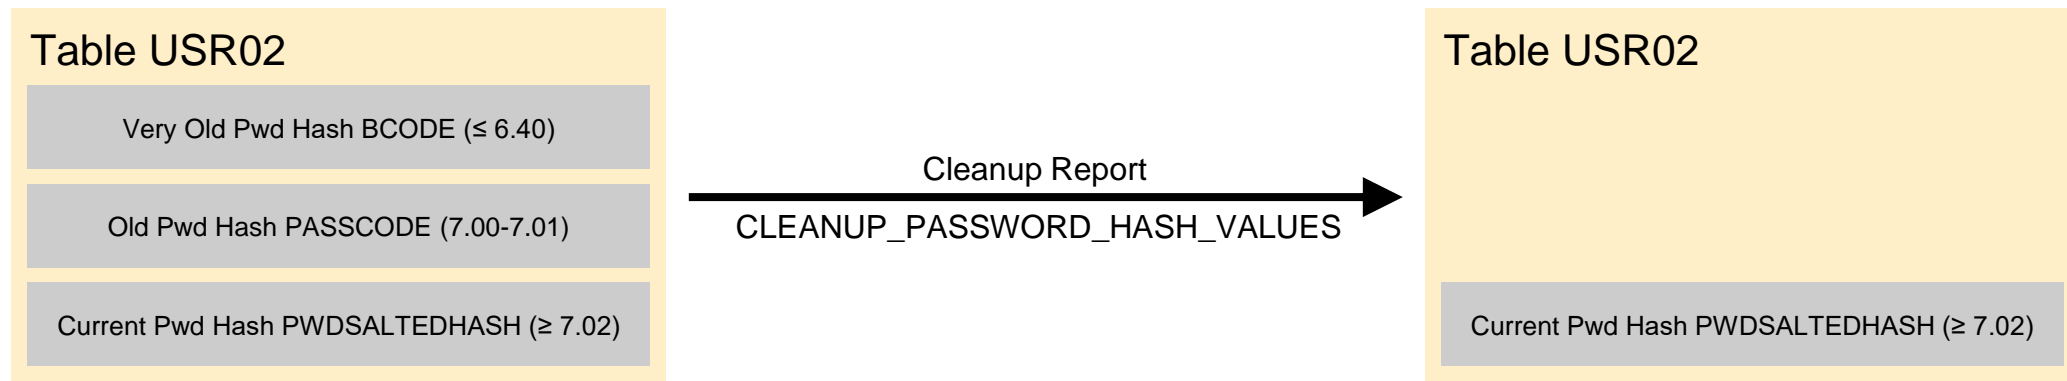 Table USR02
Very Old Pwd Hash BCODE (≤ 6.40)
Old Pwd Hash PASSCODE (7.00-7.01)
Current Pwd Hash PWDSALTEDHASH (≥ 7.02)
Cleanup Report
CLEANUP_PASSWORD_HASH_VALUES
Table USR02
Current Pwd Hash PWDSALTEDHASH (≥ 7.02)